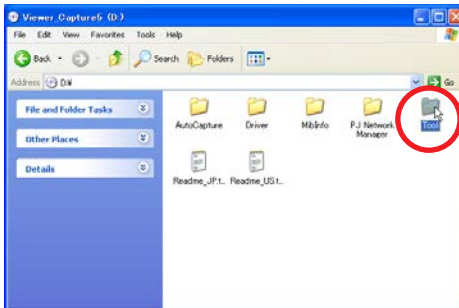 Viewer_Capture5 (D:)
File Edit View Favorites Tools Help
Back Search Folders
Address D:¥ Go
File and Folder Tasks
Other Places
Details
AutoCapture Driver MibInfo PJ Network Manager Tool
Readme_JP.t... Readme_US.t...